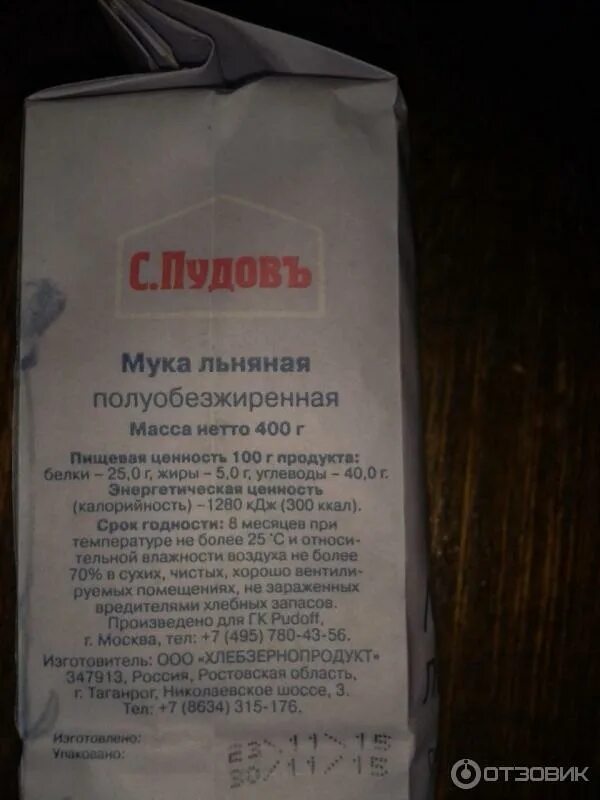 С.Пудовъ
Мука льняная
полуобезжиренная
Масса нетто 400 г
Пищевая ценность 100 г продукта:
белки – 25,0 г, жиры – 5,0 г, углеводы – 40,0 г.
Энергетическая ценность
(калорийность) –1280 кДж (300 ккал).
Срок годности: 8 месяцев при
температуре не более 25 °С и относи-
тельной влажности воздуха не более
70% в сухих, чистых, хорошо вентили-
руемых помещениях, не зараженных
вредителями хлебных запасов.
Произведено для ГК Pudoff,
г. Москва, тел: +7 (495) 780-43-56.
Изготовитель: ООО «ХЛЕБЗЕРНОПРОДУКТ»
347913, Россия, Ростовская область,
г. Таганрог, Николаевское шоссе, 3.
Тел: +7 (8634) 315-176.
Изготовлено:
Упаковано: /11/15
ОТЗОВИК